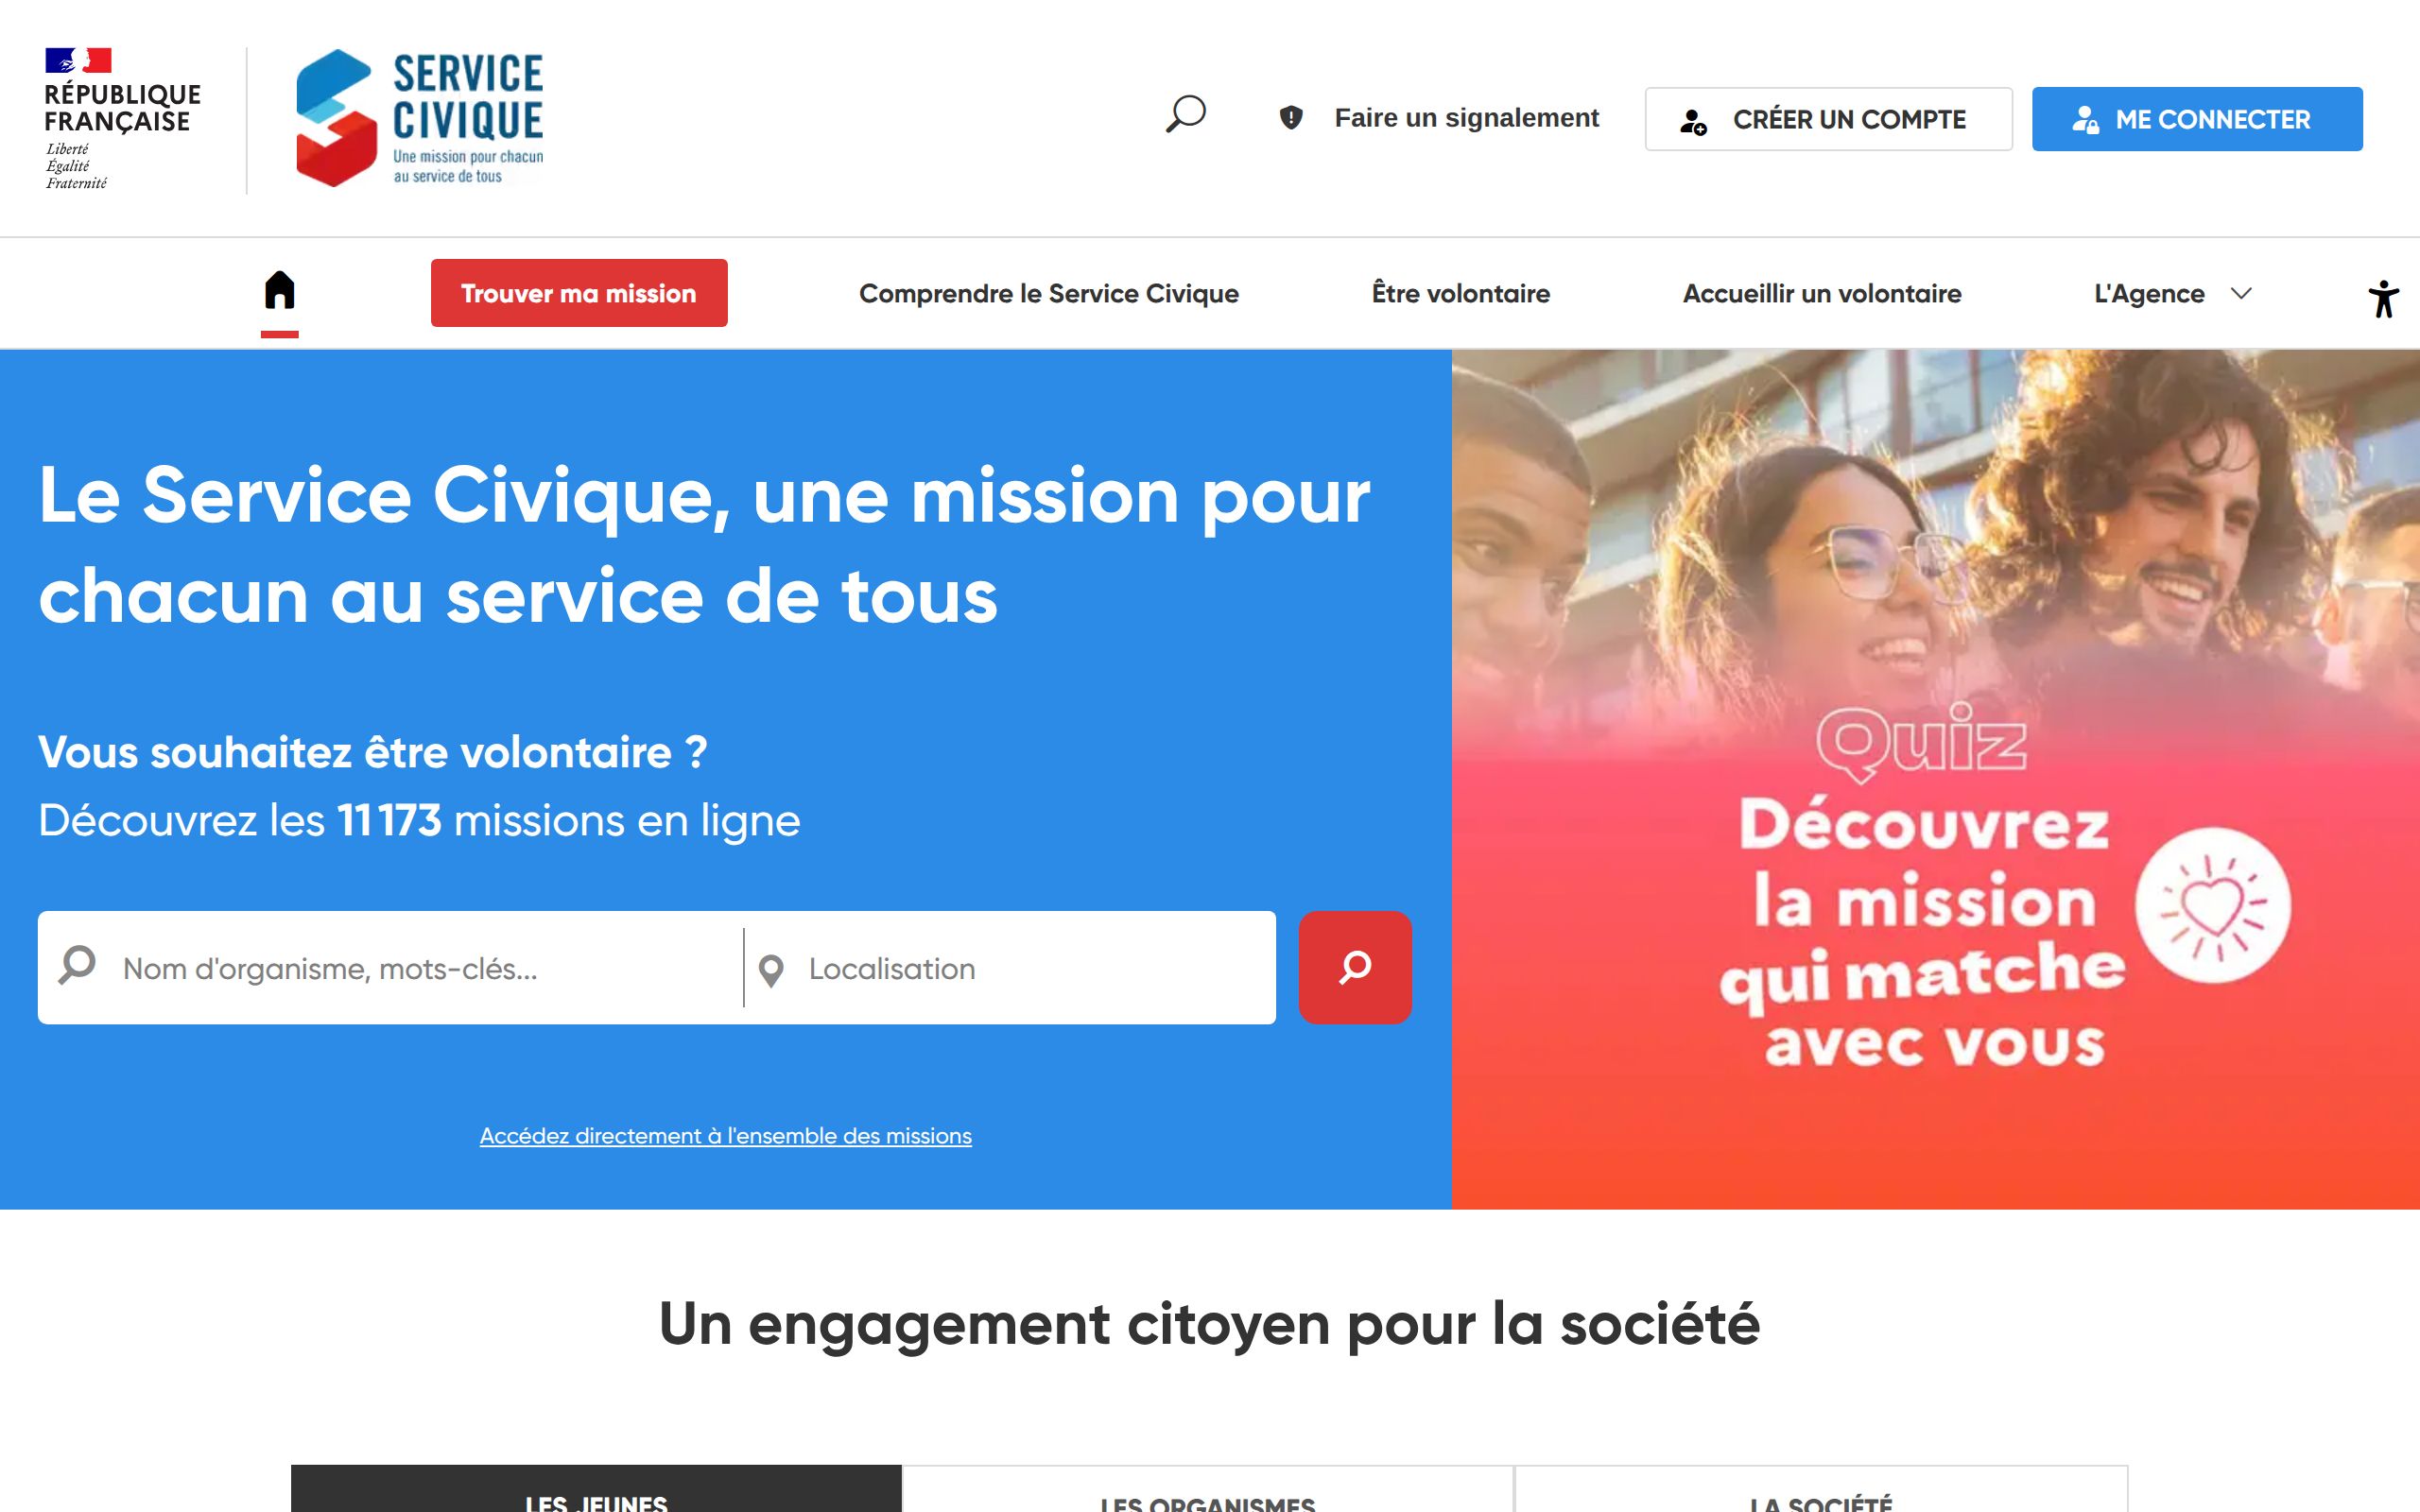 RÉPUBLIQUE
FRANÇAISE
Liberté
Égalité
Fraternité
SERVICE
CIVIQUE
Une mission pour chacun
au service de tous
Faire un signalement
CRÉER UN COMPTE
ME CONNECTER
Trouver ma mission
Comprendre le Service Civique
Être volontaire
Accueillir un volontaire
L'Agence
Le Service Civique, une mission pour
chacun au service de tous
Vous souhaitez être volontaire ?
Découvrez les 11 173 missions en ligne
Nom d'organisme, mots-clés...
Localisation
Accédez directement à l'ensemble des missions
Quiz
Découvrez
la mission
qui matche
avec vous
Un engagement citoyen pour la société
LES JEUNES
LES ORGANISMES
LA SOCIÉTÉ